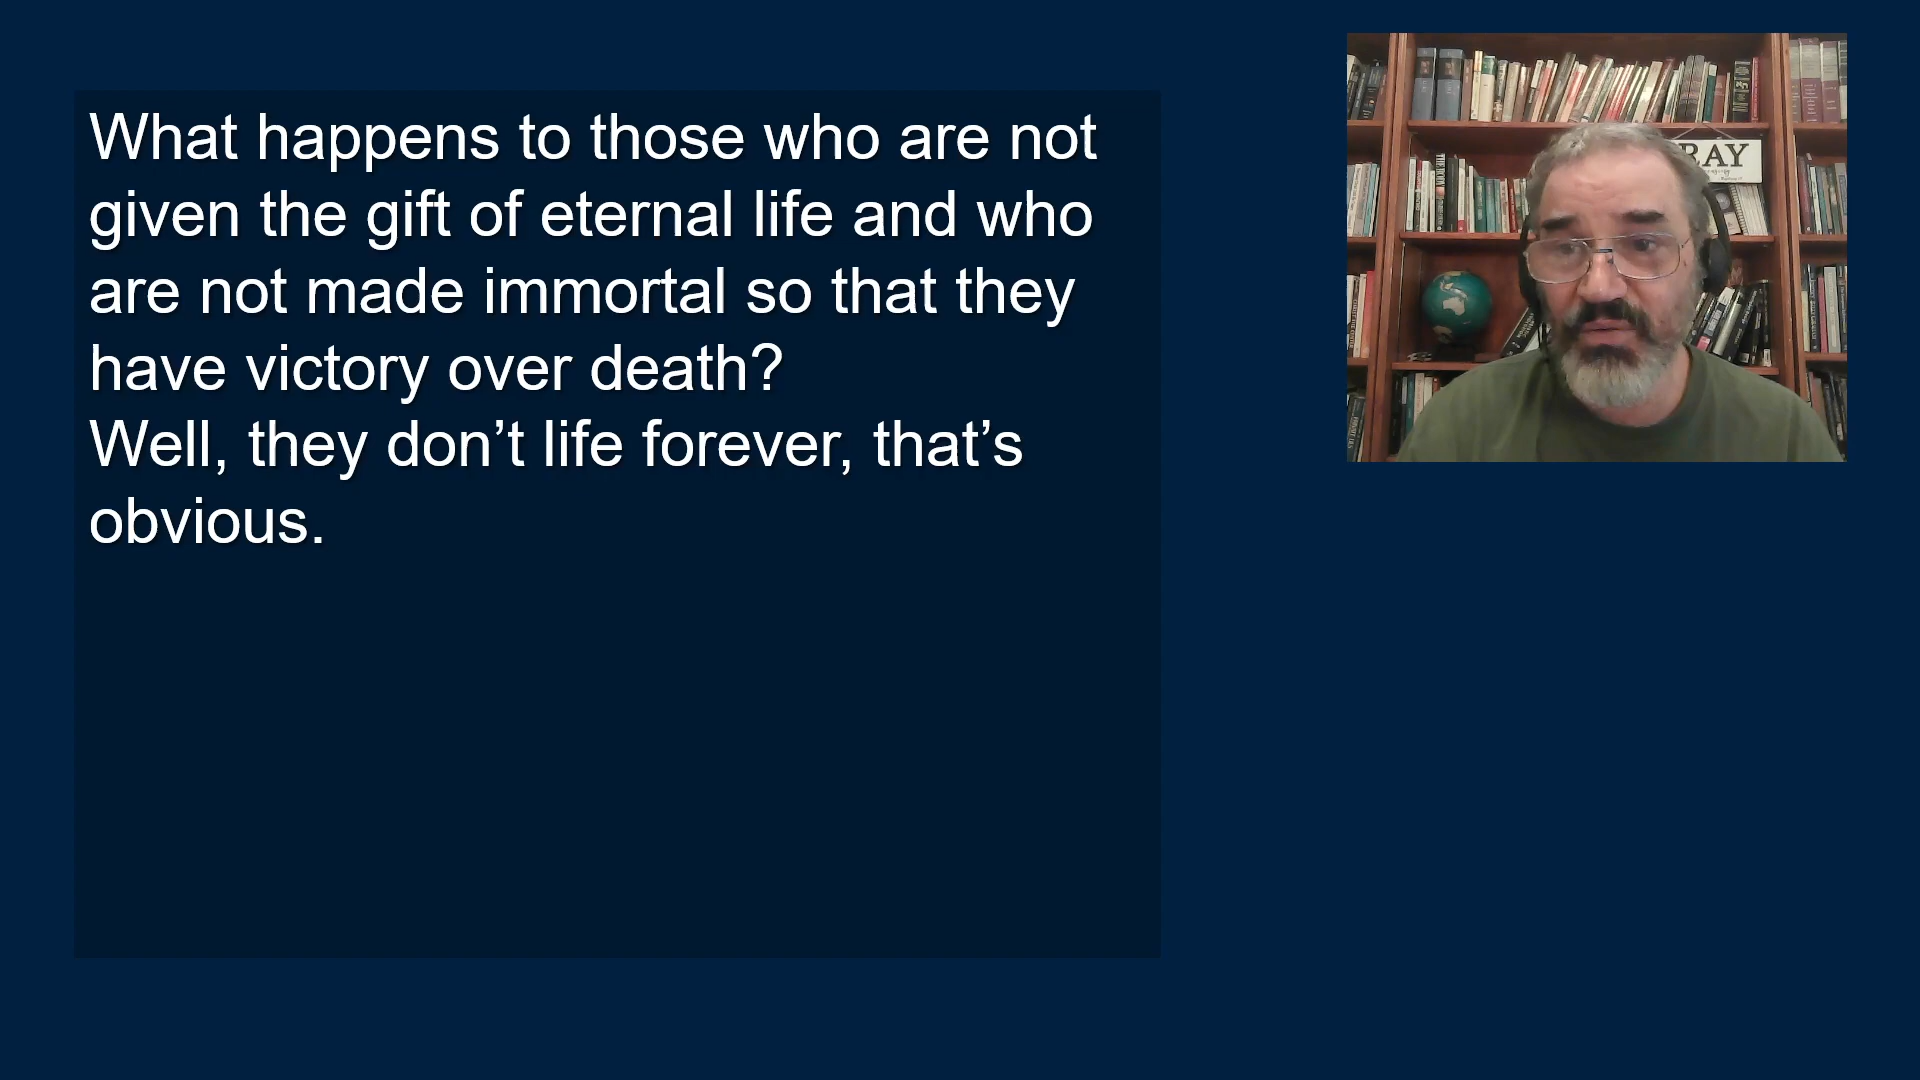 What happens to those who are not
given the gift of eternal life and who
are not made immortal so that they
have victory over death?
Well, they don’t life forever, that’s
obvious.
RAY